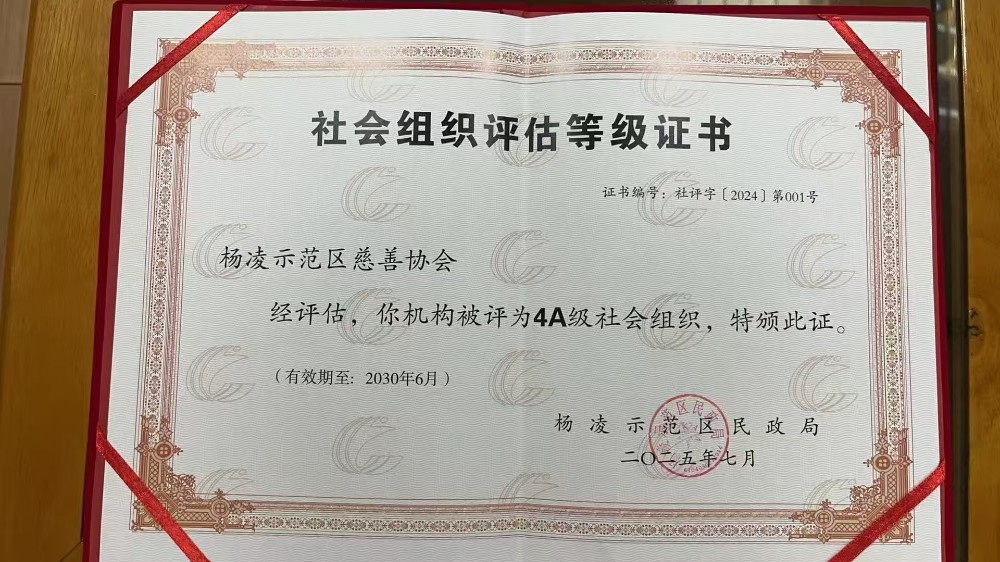 社会组织评估等级证书
证书编号：社评字〔2024〕第001号
杨凌示范区慈善协会
经评估，你机构被评为4A级社会组织，特颁此证。
（有效期至：2030年6月）
杨凌示范区民政局
二〇二五年七月